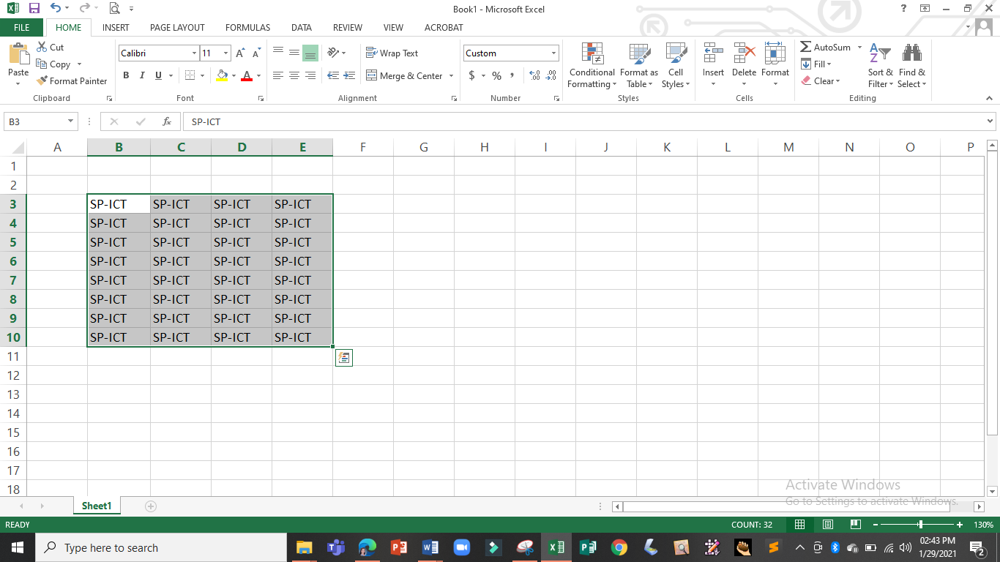 Book1 - Microsoft Excel
?
FILE HOME INSERT PAGE LAYOUT FORMULAS DATA REVIEW VIEW ACROBAT
Paste
Cut
Copy
Format Painter
Clipboard
Calibri 11
B I U
Font
Wrap Text
Merge & Center
Alignment
Custom
$ % ,
Number
Conditional Formatting
Format as Table
Cell Styles
Styles
Insert Delete Format
Cells
AutoSum
Fill
Clear
Sort & Filter
Find & Select
Editing
B3 fx SP-ICT
A B C D E F G H I J K L M N O P
1
2
3 SP-ICT SP-ICT SP-ICT SP-ICT
4 SP-ICT SP-ICT SP-ICT SP-ICT
5 SP-ICT SP-ICT SP-ICT SP-ICT
6 SP-ICT SP-ICT SP-ICT SP-ICT
7 SP-ICT SP-ICT SP-ICT SP-ICT
8 SP-ICT SP-ICT SP-ICT SP-ICT
9 SP-ICT SP-ICT SP-ICT SP-ICT
10 SP-ICT SP-ICT SP-ICT SP-ICT
11
12
13
14
15
16
17
18
Activate Windows
Go to Settings to activate Windows.
Sheet1
READY COUNT: 32 130%
Type here to search
02:43 PM
1/29/2021
2